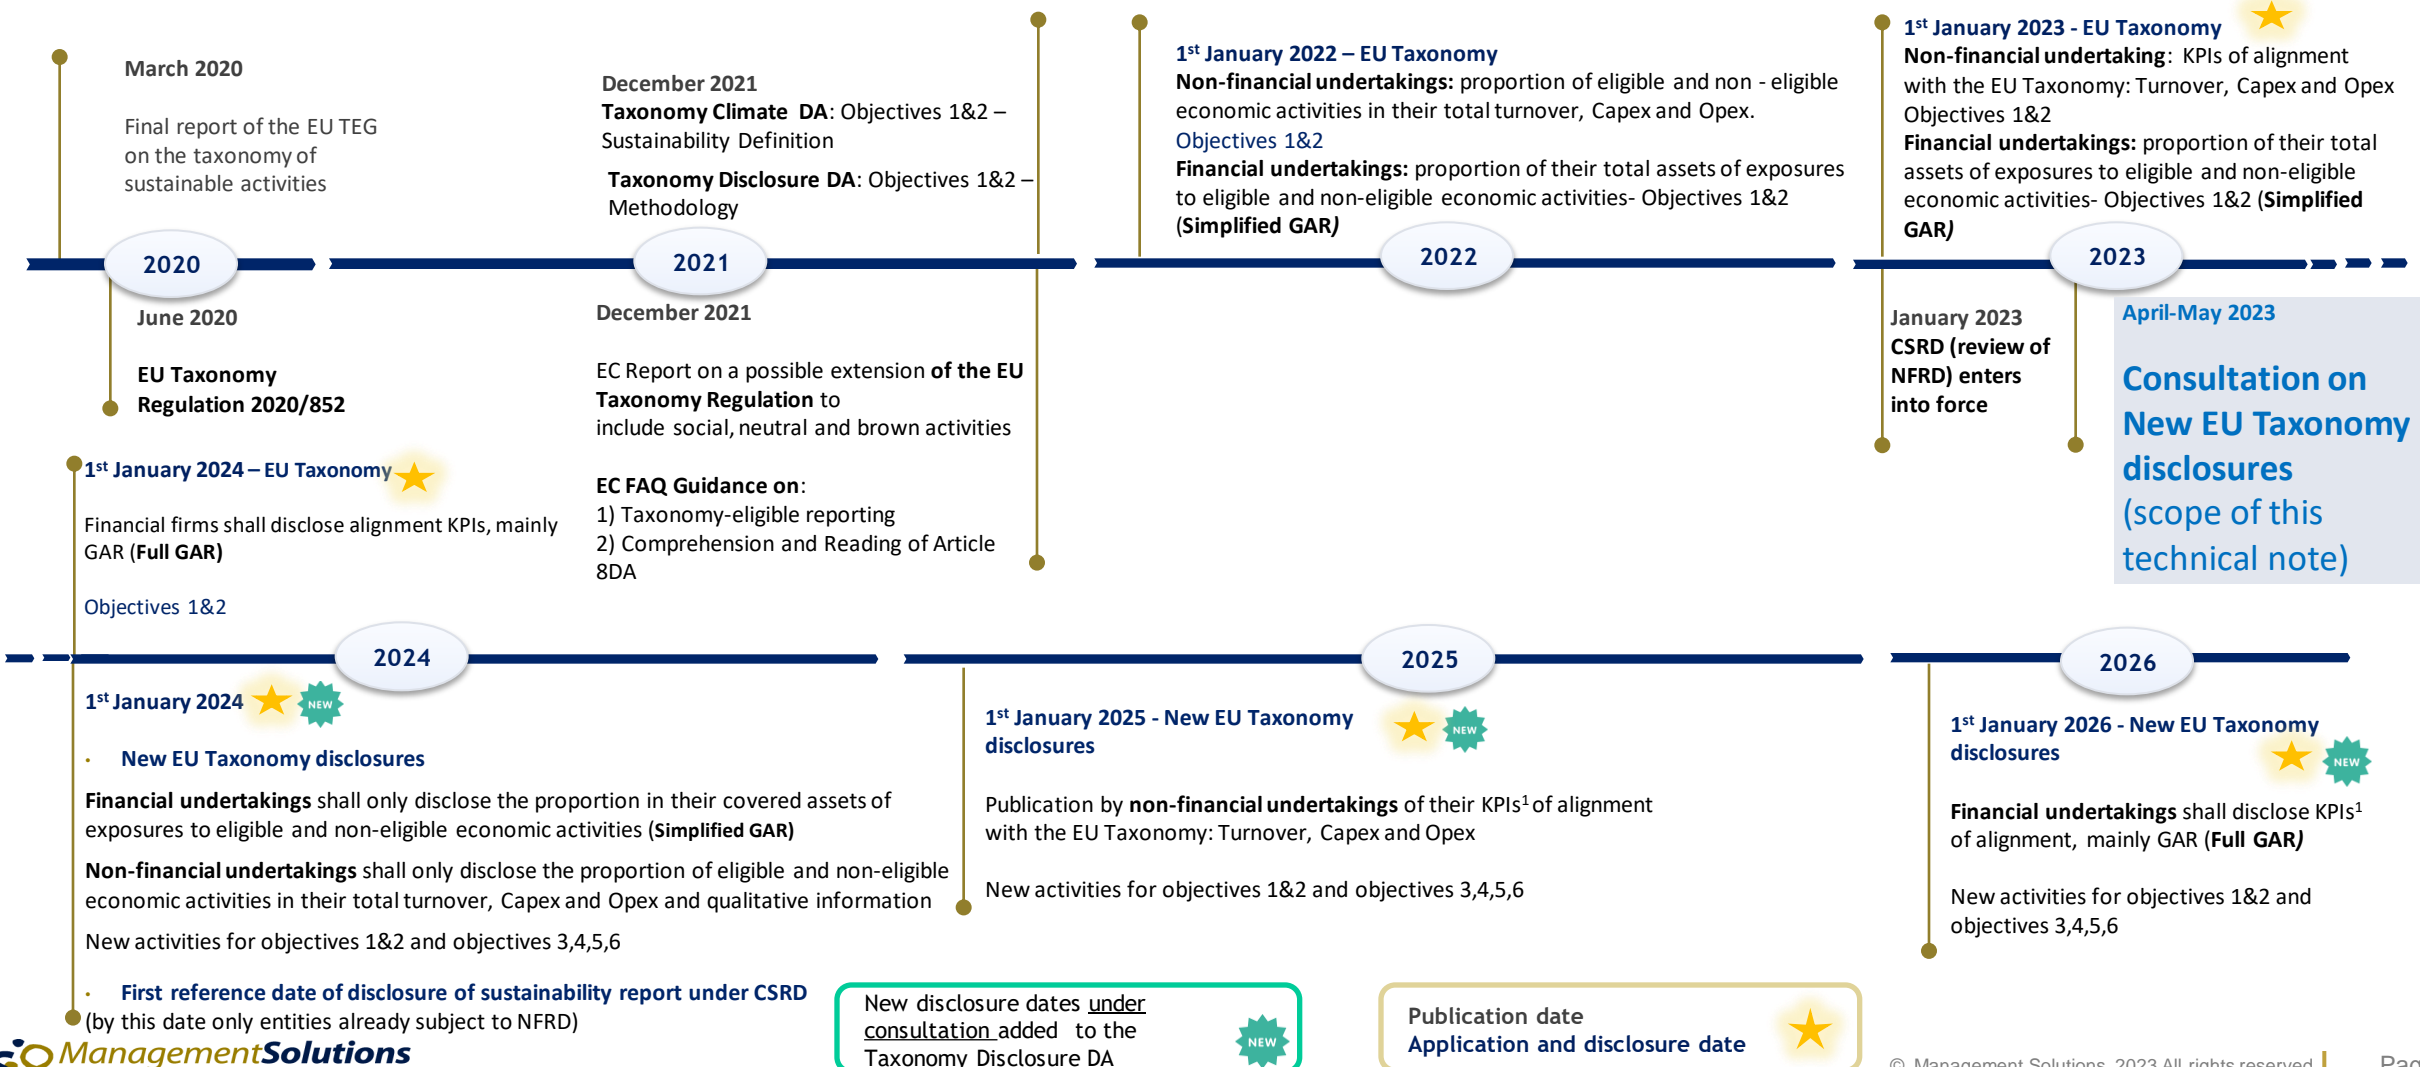 March 2020
Final report of the EU TEG
on the taxonomy of
sustainable activities
December 2021
Taxonomy Climate DA: Objectives 1&2 –
Sustainability Definition
Taxonomy Disclosure DA: Objectives 1&2 –
Methodology
1st January 2022 – EU Taxonomy
Non-financial undertakings: proportion of eligible and non - eligible
economic activities in their total turnover, Capex and Opex.
Objectives 1&2
Financial undertakings: proportion of their total assets of exposures
to eligible and non-eligible economic activities- Objectives 1&2
(Simplified GAR)
1st January 2023 - EU Taxonomy
Non-financial undertaking: KPIs of alignment
with the EU Taxonomy: Turnover, Capex and Opex
Objectives 1&2
Financial undertakings: proportion of their total
assets of exposures to eligible and non-eligible
economic activities- Objectives 1&2 (Simplified
GAR)
2020
2021
2022
2023
June 2020
EU Taxonomy
Regulation 2020/852
December 2021
EC Report on a possible extension of the EU
Taxonomy Regulation to
include social, neutral and brown activities
EC FAQ Guidance on:
1) Taxonomy-eligible reporting
2) Comprehension and Reading of Article
8DA
January 2023
CSRD (review of
NFRD) enters
into force
April-May 2023
Consultation on
New EU Taxonomy
disclosures
(scope of this
technical note)
1st January 2024 – EU Taxonomy
Financial firms shall disclose alignment KPIs, mainly
GAR (Full GAR)
Objectives 1&2
2024
2025
2026
1st January 2024
NEW
· New EU Taxonomy disclosures
Financial undertakings shall only disclose the proportion in their covered assets of
exposures to eligible and non-eligible economic activities (Simplified GAR)
Non-financial undertakings shall only disclose the proportion of eligible and non-eligible
economic activities in their total turnover, Capex and Opex and qualitative information
New activities for objectives 1&2 and objectives 3,4,5,6
· First reference date of disclosure of sustainability report under CSRD
(by this date only entities already subject to NFRD)
1st January 2025 - New EU Taxonomy
disclosures
NEW
Publication by non-financial undertakings of their KPIs1 of alignment
with the EU Taxonomy: Turnover, Capex and Opex
New activities for objectives 1&2 and objectives 3,4,5,6
1st January 2026 - New EU Taxonomy
disclosures
NEW
Financial undertakings shall disclose KPIs1
of alignment, mainly GAR (Full GAR)
New activities for objectives 1&2 and
objectives 3,4,5,6
New disclosure dates under
consultation added to the
Taxonomy Disclosure DA
NEW
Publication date
Application and disclosure date
ManagementSolutions
© Management Solutions 2023 All rights reserved
Pag